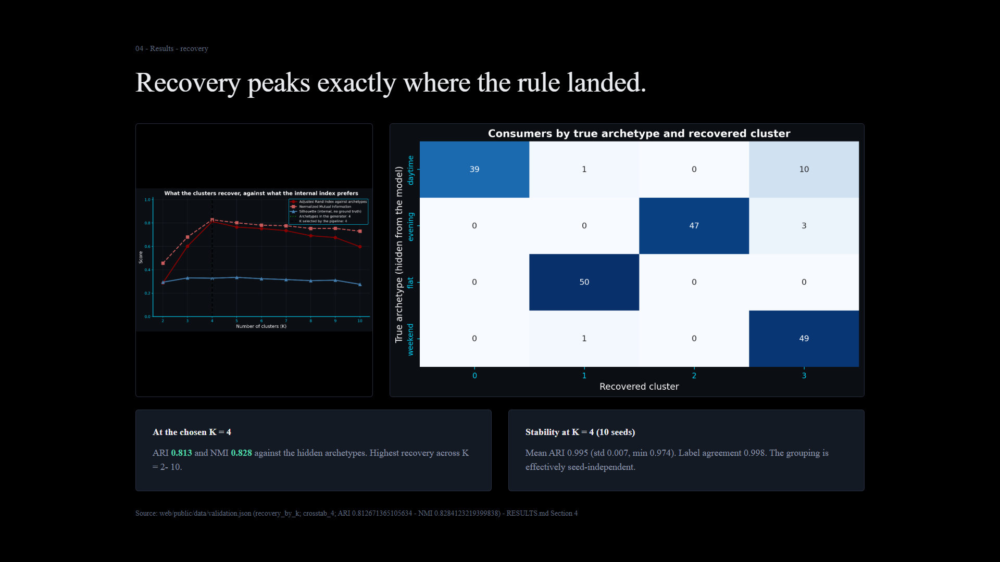 04 - Results - recovery
Recovery peaks exactly where the rule landed.
What the clusters recover, against what the internal index prefers
Adjusted Rand Index against archetypes
Normalized Mutual Information
Silhouette (internal, no ground truth)
Archetypes in the generator: 4
K selected by the pipeline: 4
Score
1.0
0.8
0.6
0.4
0.2
0.0
2 3 4 5 6 7 8 9 10
Number of clusters (K)
Consumers by true archetype and recovered cluster
True archetype (hidden from the model)
daytime
39 1 0 10
evening
0 0 47 3
flat
0 50 0 0
weekend
0 1 0 49
0 1 2 3
Recovered cluster
At the chosen K = 4
ARI 0.813 and NMI 0.828 against the hidden archetypes. Highest recovery across K
= 2- 10.
Stability at K = 4 (10 seeds)
Mean ARI 0.995 (std 0.007, min 0.974). Label agreement 0.998. The grouping is
effectively seed-independent.
Source: web/public/data/validation.json (recovery_by_k; crosstab_4; ARI 0.812671365105634 - NMI 0.8284123219399838) - RESULTS.md Section 4